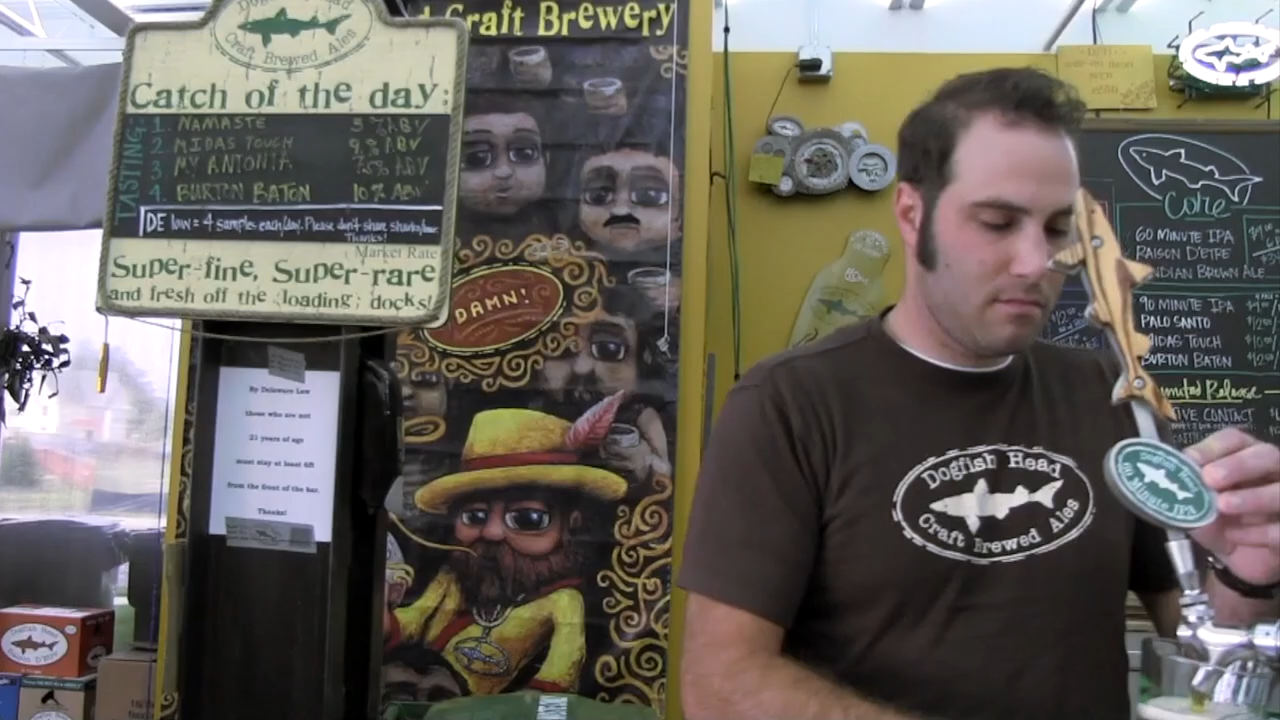 Dogfish Head
Craft Brewed Ales
Catch of the day:
TASTING
1. NAMASTE 5% ABV
2. MIDAS TOUCH 9% ABV
3. MY ANTONIA 7.5% ABV
4. BURTON BATON 10% ABV
DE law = 4 samples each/day. Please don't share
Thanks!
Market Rate
Super-fine, Super-rare
and fresh off the loading docks!
By Delaware Law
those who are not
21 years of age
must stay at least 6ft
from the front of the bar.
Thanks!
Craft Brewery
DAMN!
Dogfish Head
Craft Brewed Ales
Dogfish Head
Minute IPA
Core
60 MINUTE IPA
RAISON D'ETRE
INDIAN BROWN ALE
90 MINUTE IPA
PALO SANTO
MIDAS TOUCH
BURTON BATON
Limited Release
CONTACT
Dogfish Head
Raison D'Etre